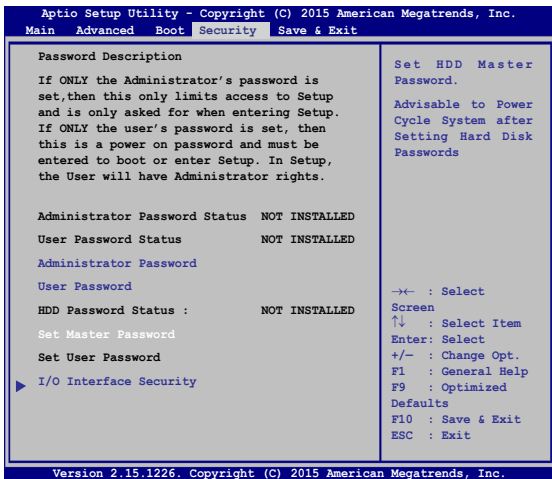 Aptio Setup Utility - Copyright (C) 2015 American Megatrends, Inc.
Main Advanced Boot Security Save & Exit
Password Description
If ONLY the Administrator's password is
set,then this only limits access to Setup
and is only asked for when entering Setup.
If ONLY the user's password is set, then
this is a power on password and must be
entered to boot or enter Setup. In Setup,
the User will have Administrator rights.
Administrator Password Status NOT INSTALLED
User Password Status NOT INSTALLED
Administrator Password
User Password
HDD Password Status : NOT INSTALLED
Set Master Password
Set User Password
I/O Interface Security
Set HDD Master
Password.
Advisable to Power
Cycle System after
Setting Hard Disk
Passwords
→← : Select
Screen
↑↓ : Select Item
Enter: Select
+/— : Change Opt.
F1 : General Help
F9 : Optimized
Defaults
F10 : Save & Exit
ESC : Exit
Version 2.15.1226. Copyright (C) 2015 American Megatrends, Inc.